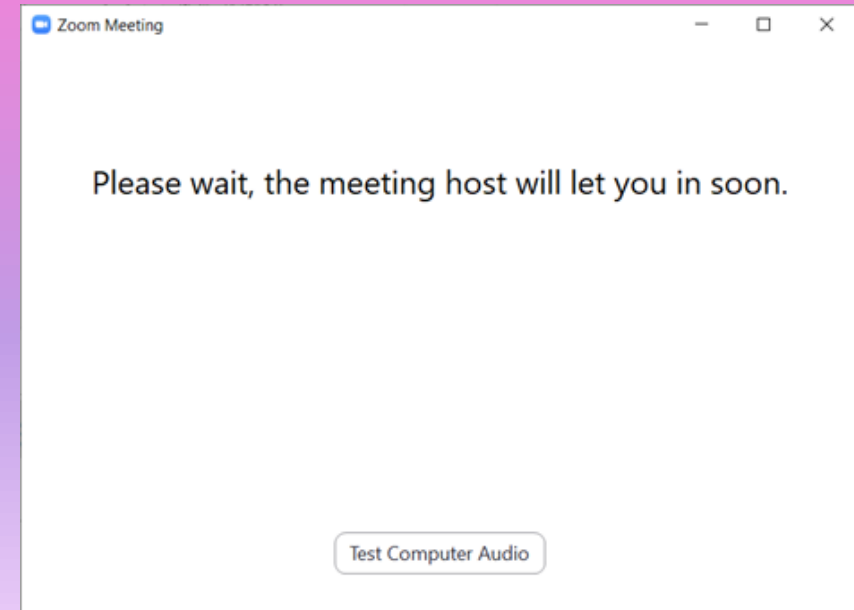 Zoom Meeting
Please wait, the meeting host will let you in soon.
Test Computer Audio